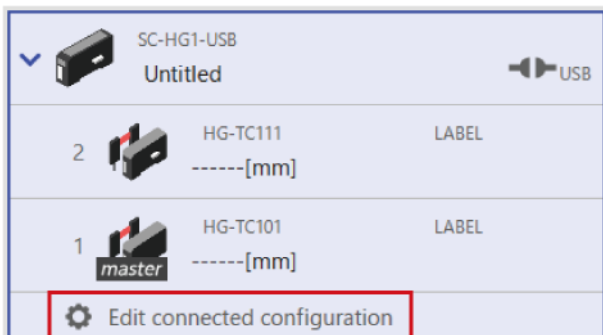 SC-HG1-USB
Untitled
USB
2
HG-TC111
LABEL
------[mm]
1
HG-TC101
LABEL
master
------[mm]
Edit connected configuration